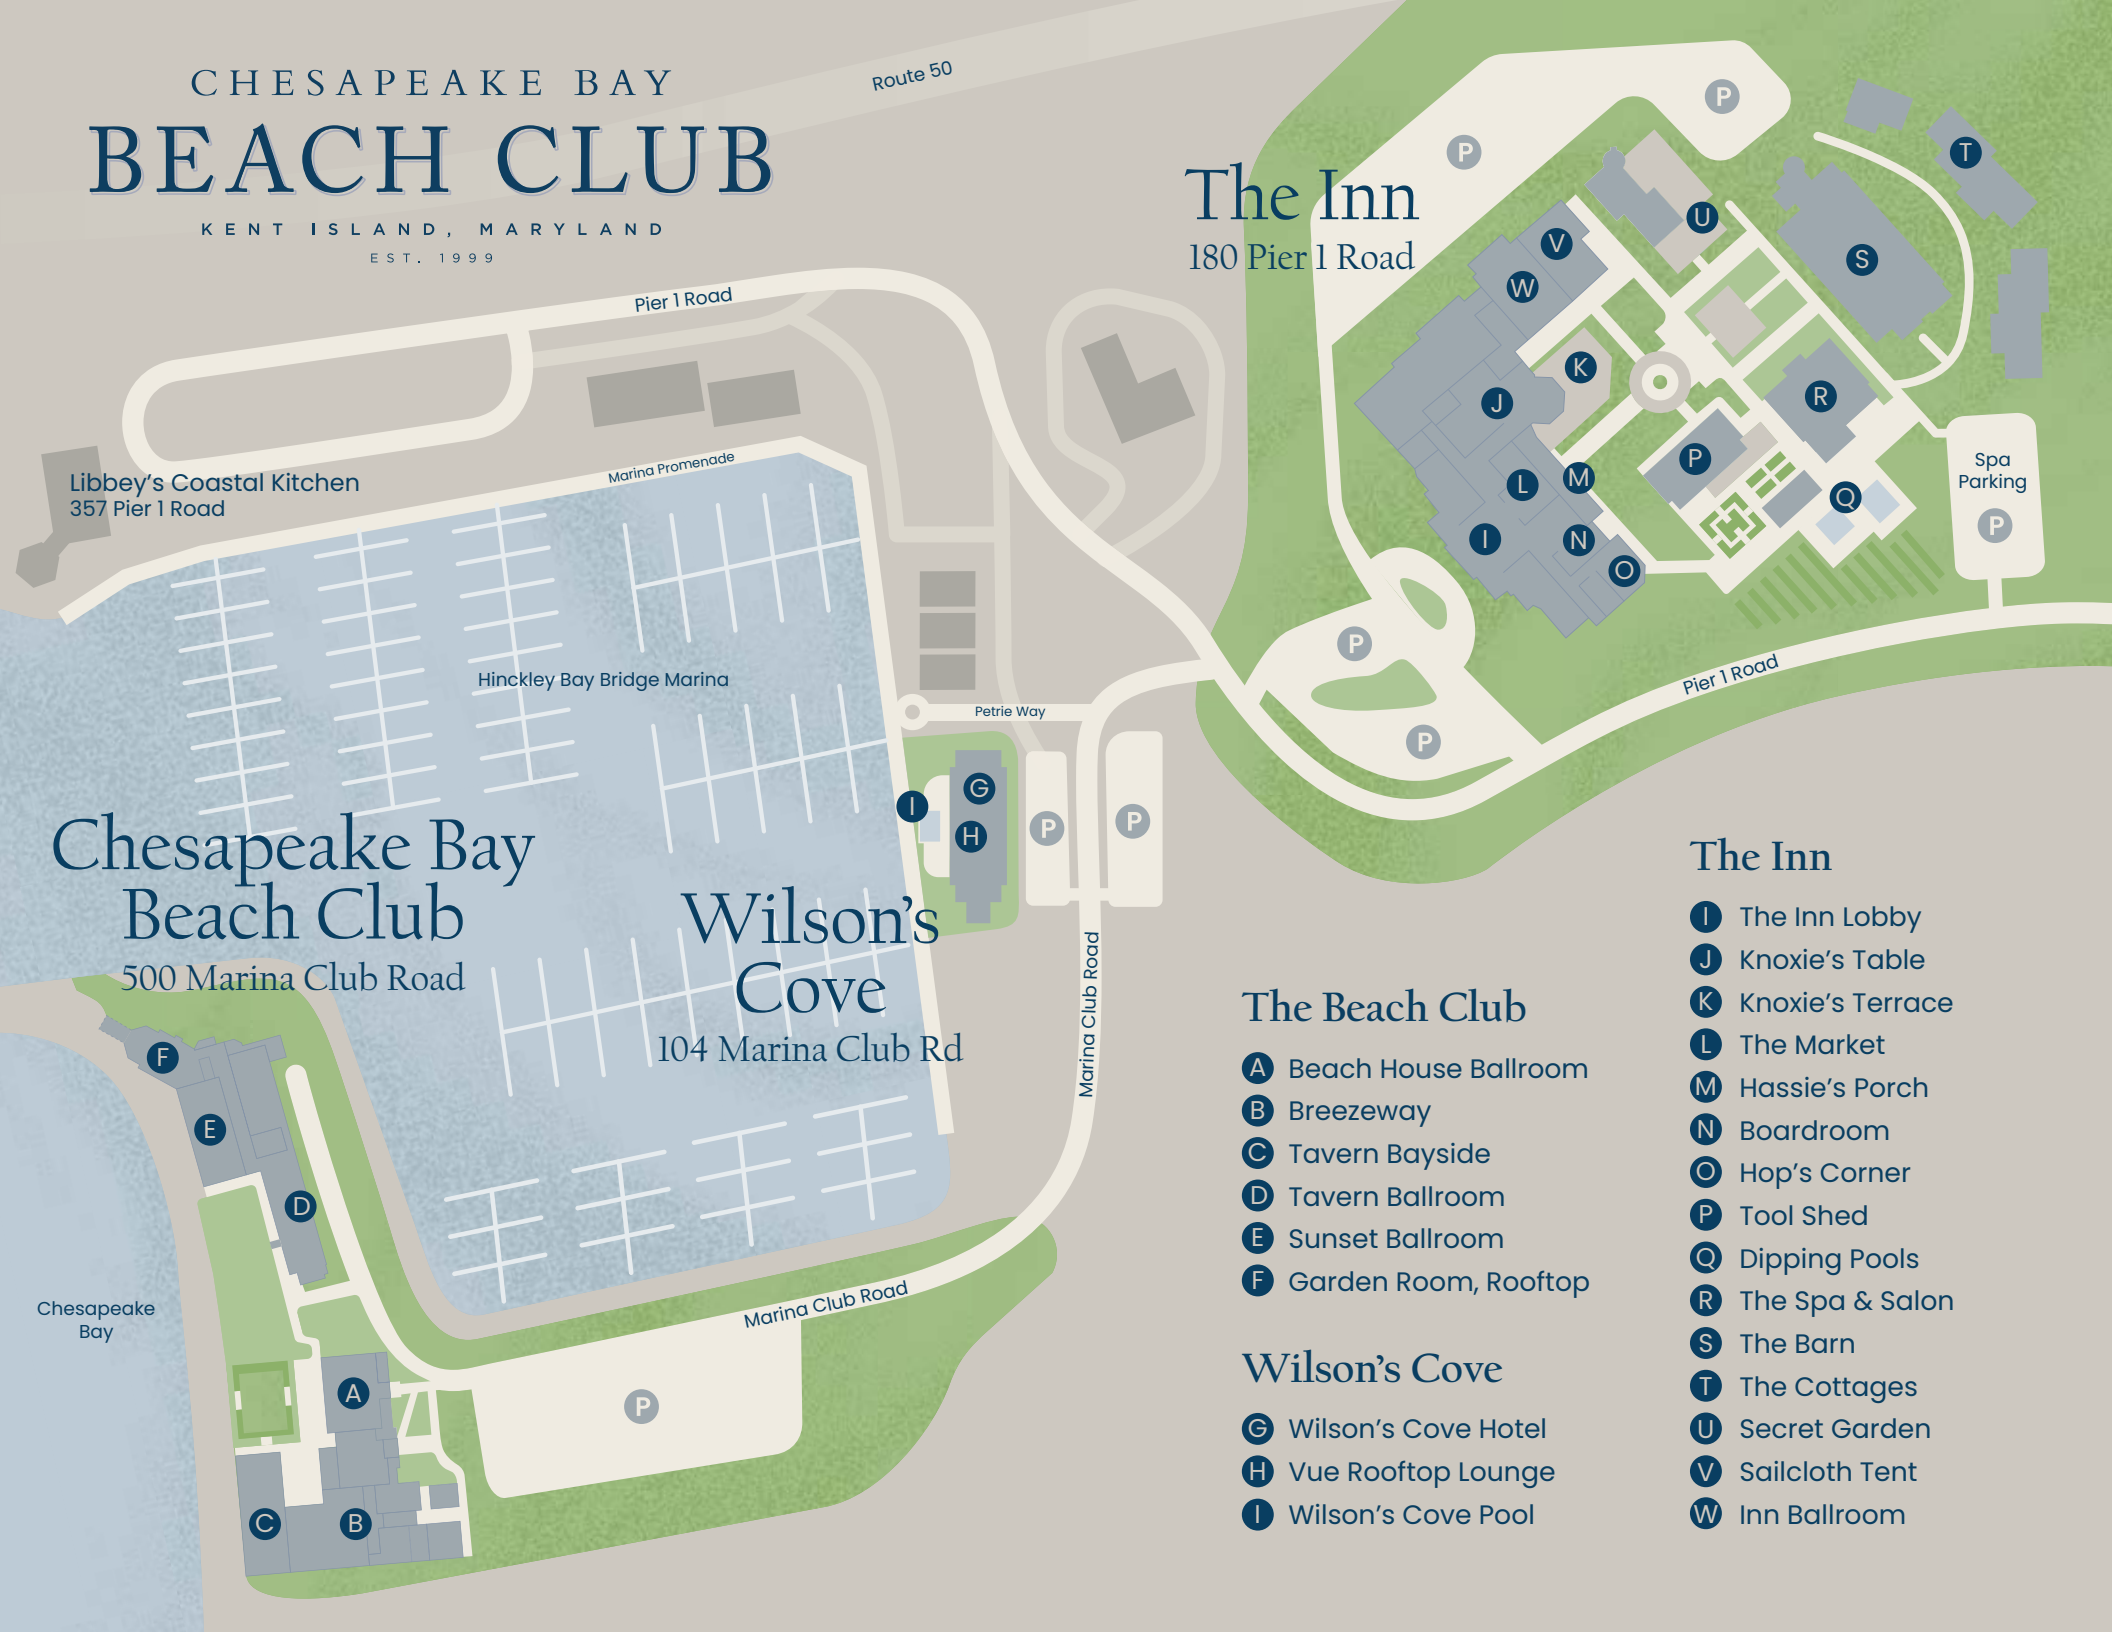 CHESAPEAKE BAY
BEACH CLUB
KENT ISLAND, MARYLAND
EST. 1999
Route 50
Pier 1 Road
Libbey's Coastal Kitchen
357 Pier 1 Road
Marina Promenade
Hinckley Bay Bridge Marina
Petrie Way
The Inn
180 Pier 1 Road
P
P
T
U
V
S
W
K
J
R
P
L
M
Q
I
N
O
Spa
Parking
P
P
P
Pier 1 Road
G
I
H
P
P
Chesapeake Bay
Beach Club
500 Marina Club Road
Wilson's
Cove
104 Marina Club Rd
Marina Club Road
F
E
D
Chesapeake
Bay
Marina Club Road
A
P
C
B
The Beach Club
A Beach House Ballroom
B Breezeway
C Tavern Bayside
D Tavern Ballroom
E Sunset Ballroom
F Garden Room, Rooftop
Wilson's Cove
G Wilson's Cove Hotel
H Vue Rooftop Lounge
I Wilson's Cove Pool
The Inn
I The Inn Lobby
J Knoxie's Table
K Knoxie's Terrace
L The Market
M Hassie's Porch
N Boardroom
O Hop's Corner
P Tool Shed
Q Dipping Pools
R The Spa & Salon
S The Barn
T The Cottages
U Secret Garden
V Sailcloth Tent
W Inn Ballroom